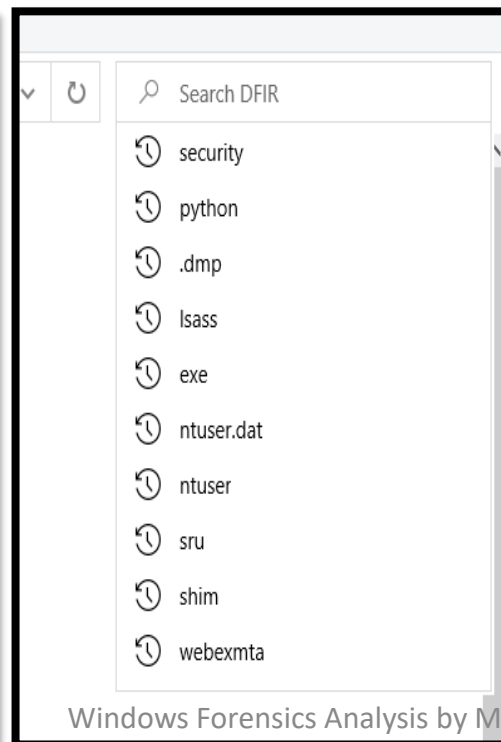 Search DFIR
security
python
.dmp
lsass
exe
ntuser.dat
ntuser
sru
shim
webexmta
Windows Forensics Analysis by M